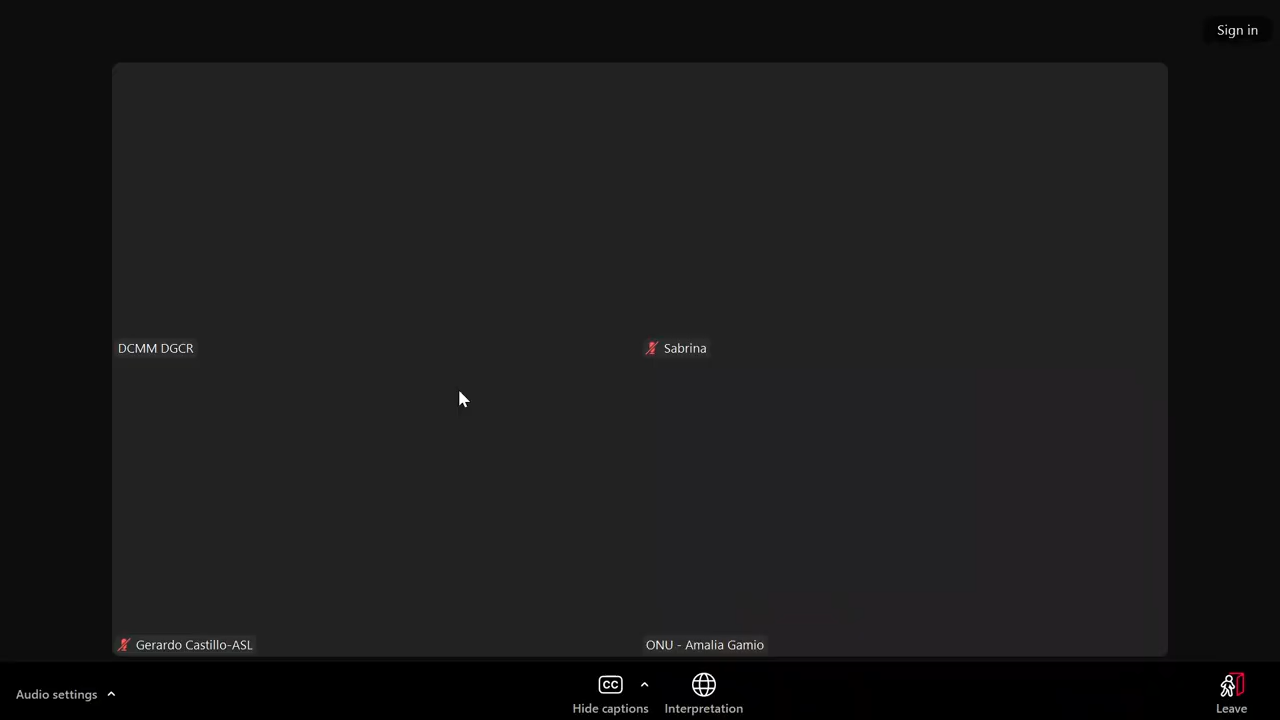 Sign in
DCMM DGCR
Sabrina
Gerardo Castillo-ASL
ONU - Amalia Gamio
Audio settings
CC
Hide captions
Interpretation
Leave